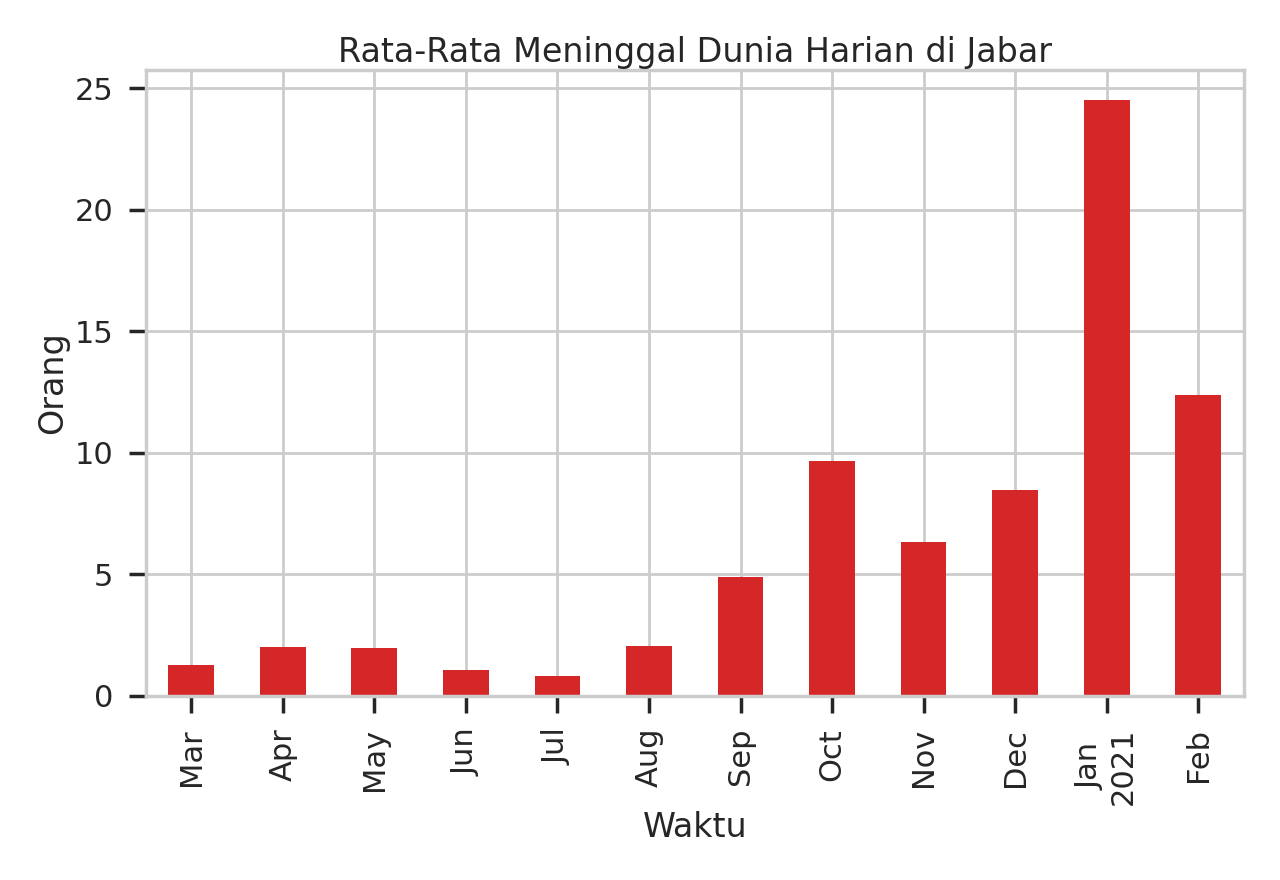 Rata-Rata Meninggal Dunia Harian di Jabar
25
20
15
10
5
0
Orang
Mar
Apr
May
Jun
Jul
Aug
Sep
Oct
Nov
Dec
Jan
2021
Feb
Waktu